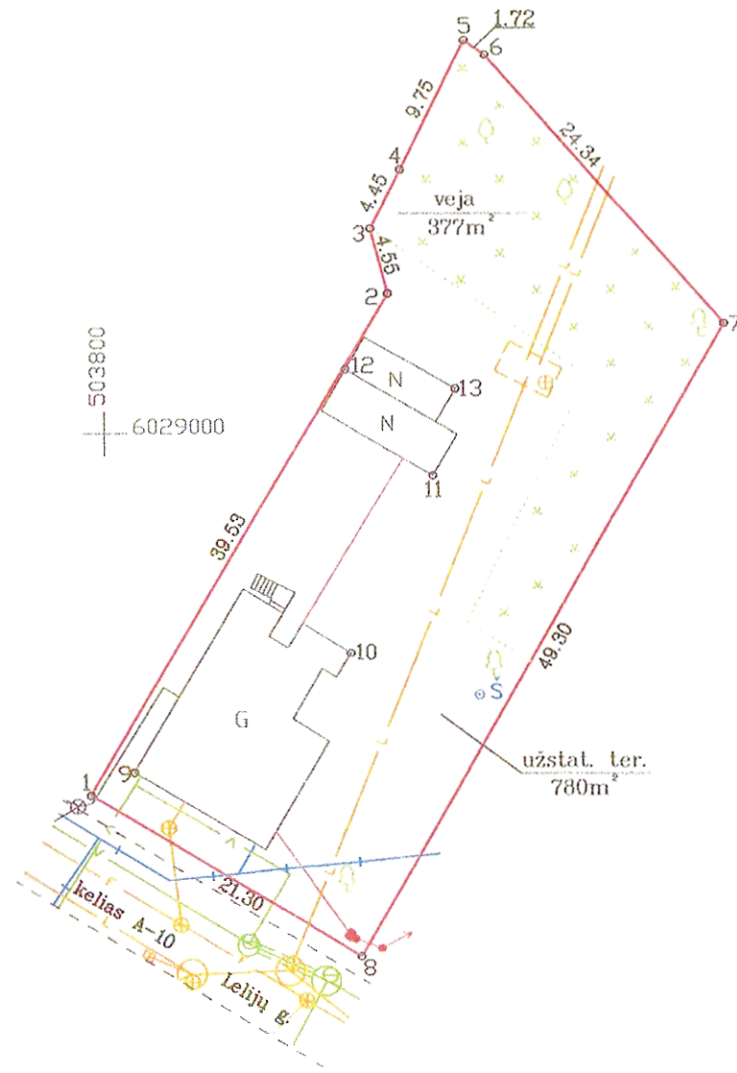 5
1.72
6
9.75
24.34
4
4.45
veja
377m²
3
4.55
2
7
503800
12
N
13
6029000
N
11
39.53
10
49.30
Š
G
užstat. ter.
780m²
9
1
21.30
kelias A-10
8
Lelijų g.